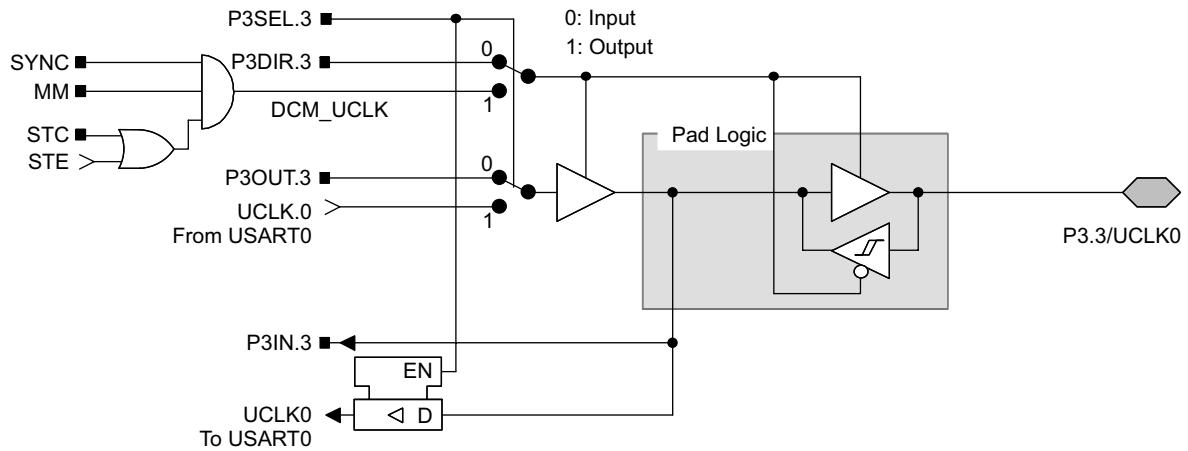 P3SEL.3
0: Input
1: Output
SYNC
MM
STC
STE
P3DIR.3
0
1
DCM_UCLK
Pad Logic
P3OUT.3
0
1
UCLK.0
From USART0
P3.3/UCLK0
P3IN.3
EN
D
UCLK0
To USART0